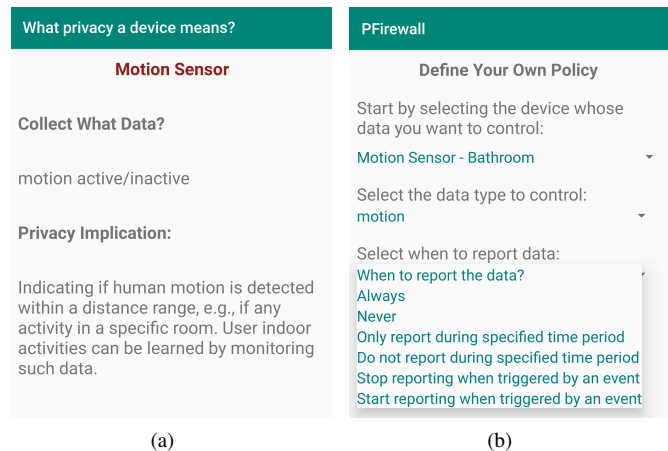 What privacy a device means?
Motion Sensor
Collect What Data?
motion active/inactive
Privacy Implication:
Indicating if human motion is detected
within a distance range, e.g., if any
activity in a specific room. User indoor
activities can be learned by monitoring
such data.
(a)
PFirewall
Define Your Own Policy
Start by selecting the device whose
data you want to control:
Motion Sensor - Bathroom
Select the data type to control:
motion
Select when to report data:
When to report the data?
Always
Never
Only report during specified time period
Do not report during specified time period
Stop reporting when triggered by an event
Start reporting when triggered by an event
(b)